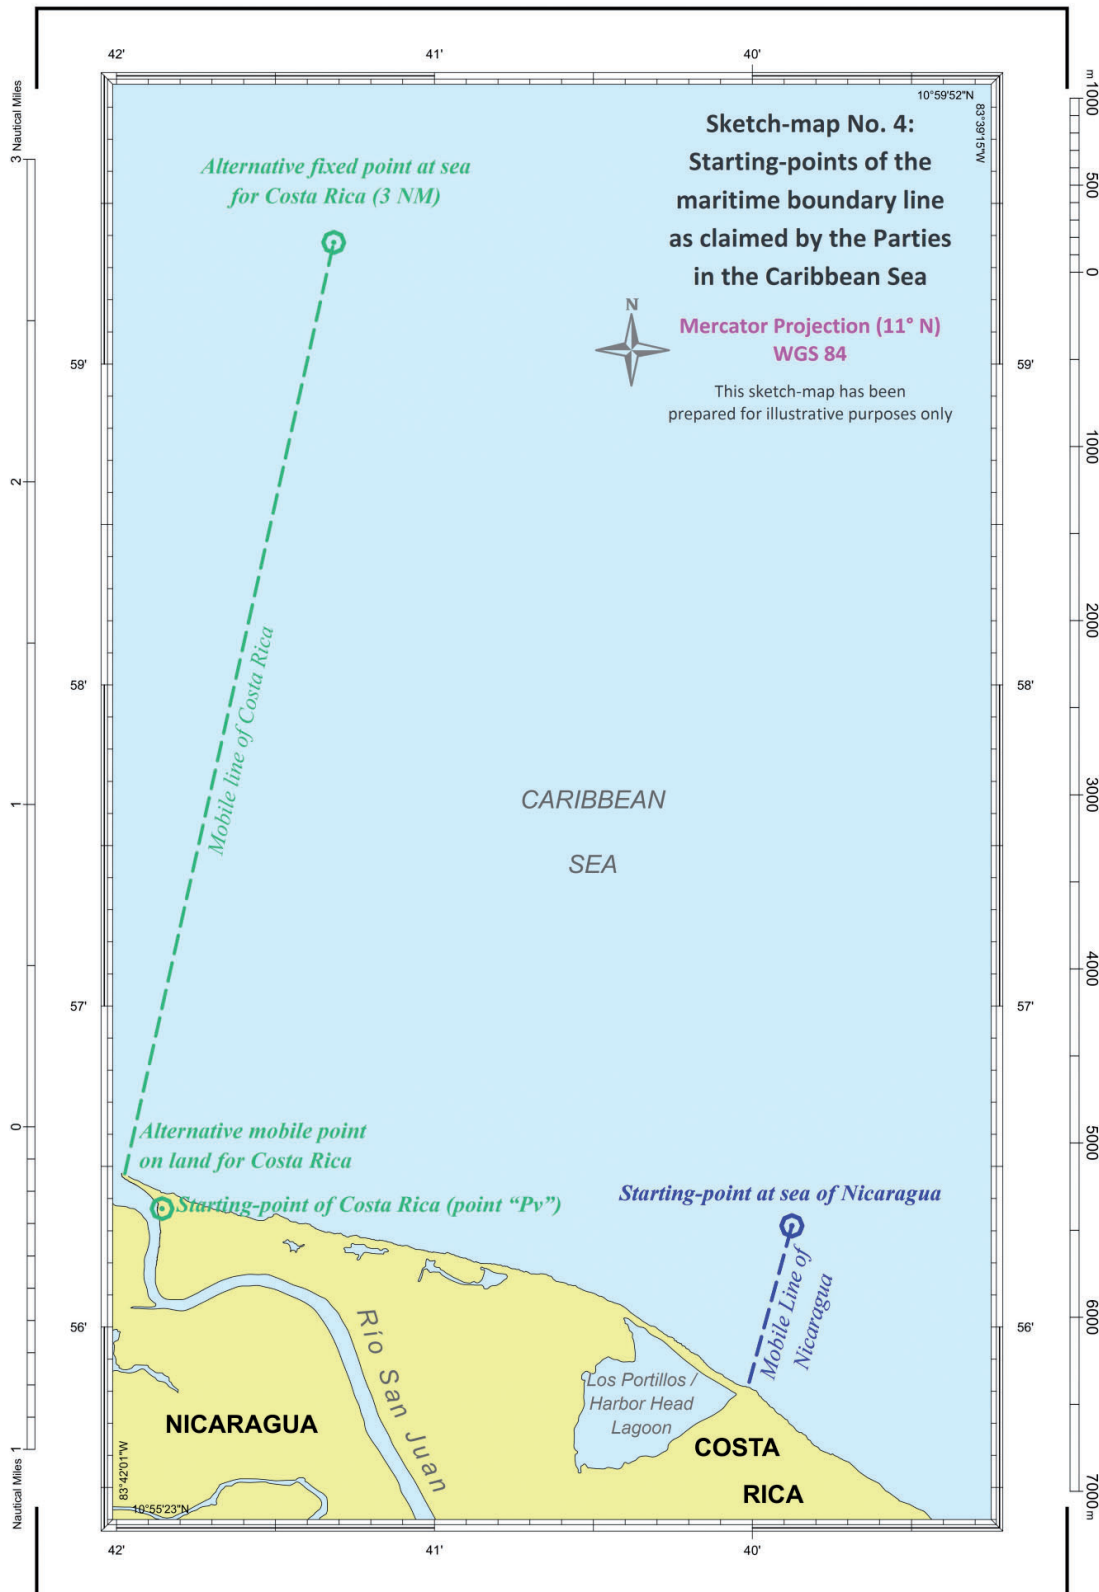 42'
41'
40'
10°59'52"N
83°39'15"W
Sketch-map No. 4:
Starting-points of the
maritime boundary line
as claimed by the Parties
in the Caribbean Sea
Mercator Projection (11° N)
WGS 84
This sketch-map has been
prepared for illustrative purposes only
N
Alternative fixed point at sea
for Costa Rica (3 NM)
3 Nautical Miles
2
1
0
Nautical Miles 1
m 1000
500
0
1000
2000
3000
4000
5000
6000
7000m
59'
59'
58'
58'
57'
57'
56'
56'
Mobile line of Costa Rica
CARIBBEAN
SEA
Alternative mobile point
on land for Costa Rica
Starting-point of Costa Rica (point "Pv")
Starting-point at sea of Nicaragua
Mobile Line of
Nicaragua
Río San Juan
Los Portillos /
Harbor Head
Lagoon
NICARAGUA
COSTA
RICA
83°42'01"W
10°55'23"N
42'
41'
40'